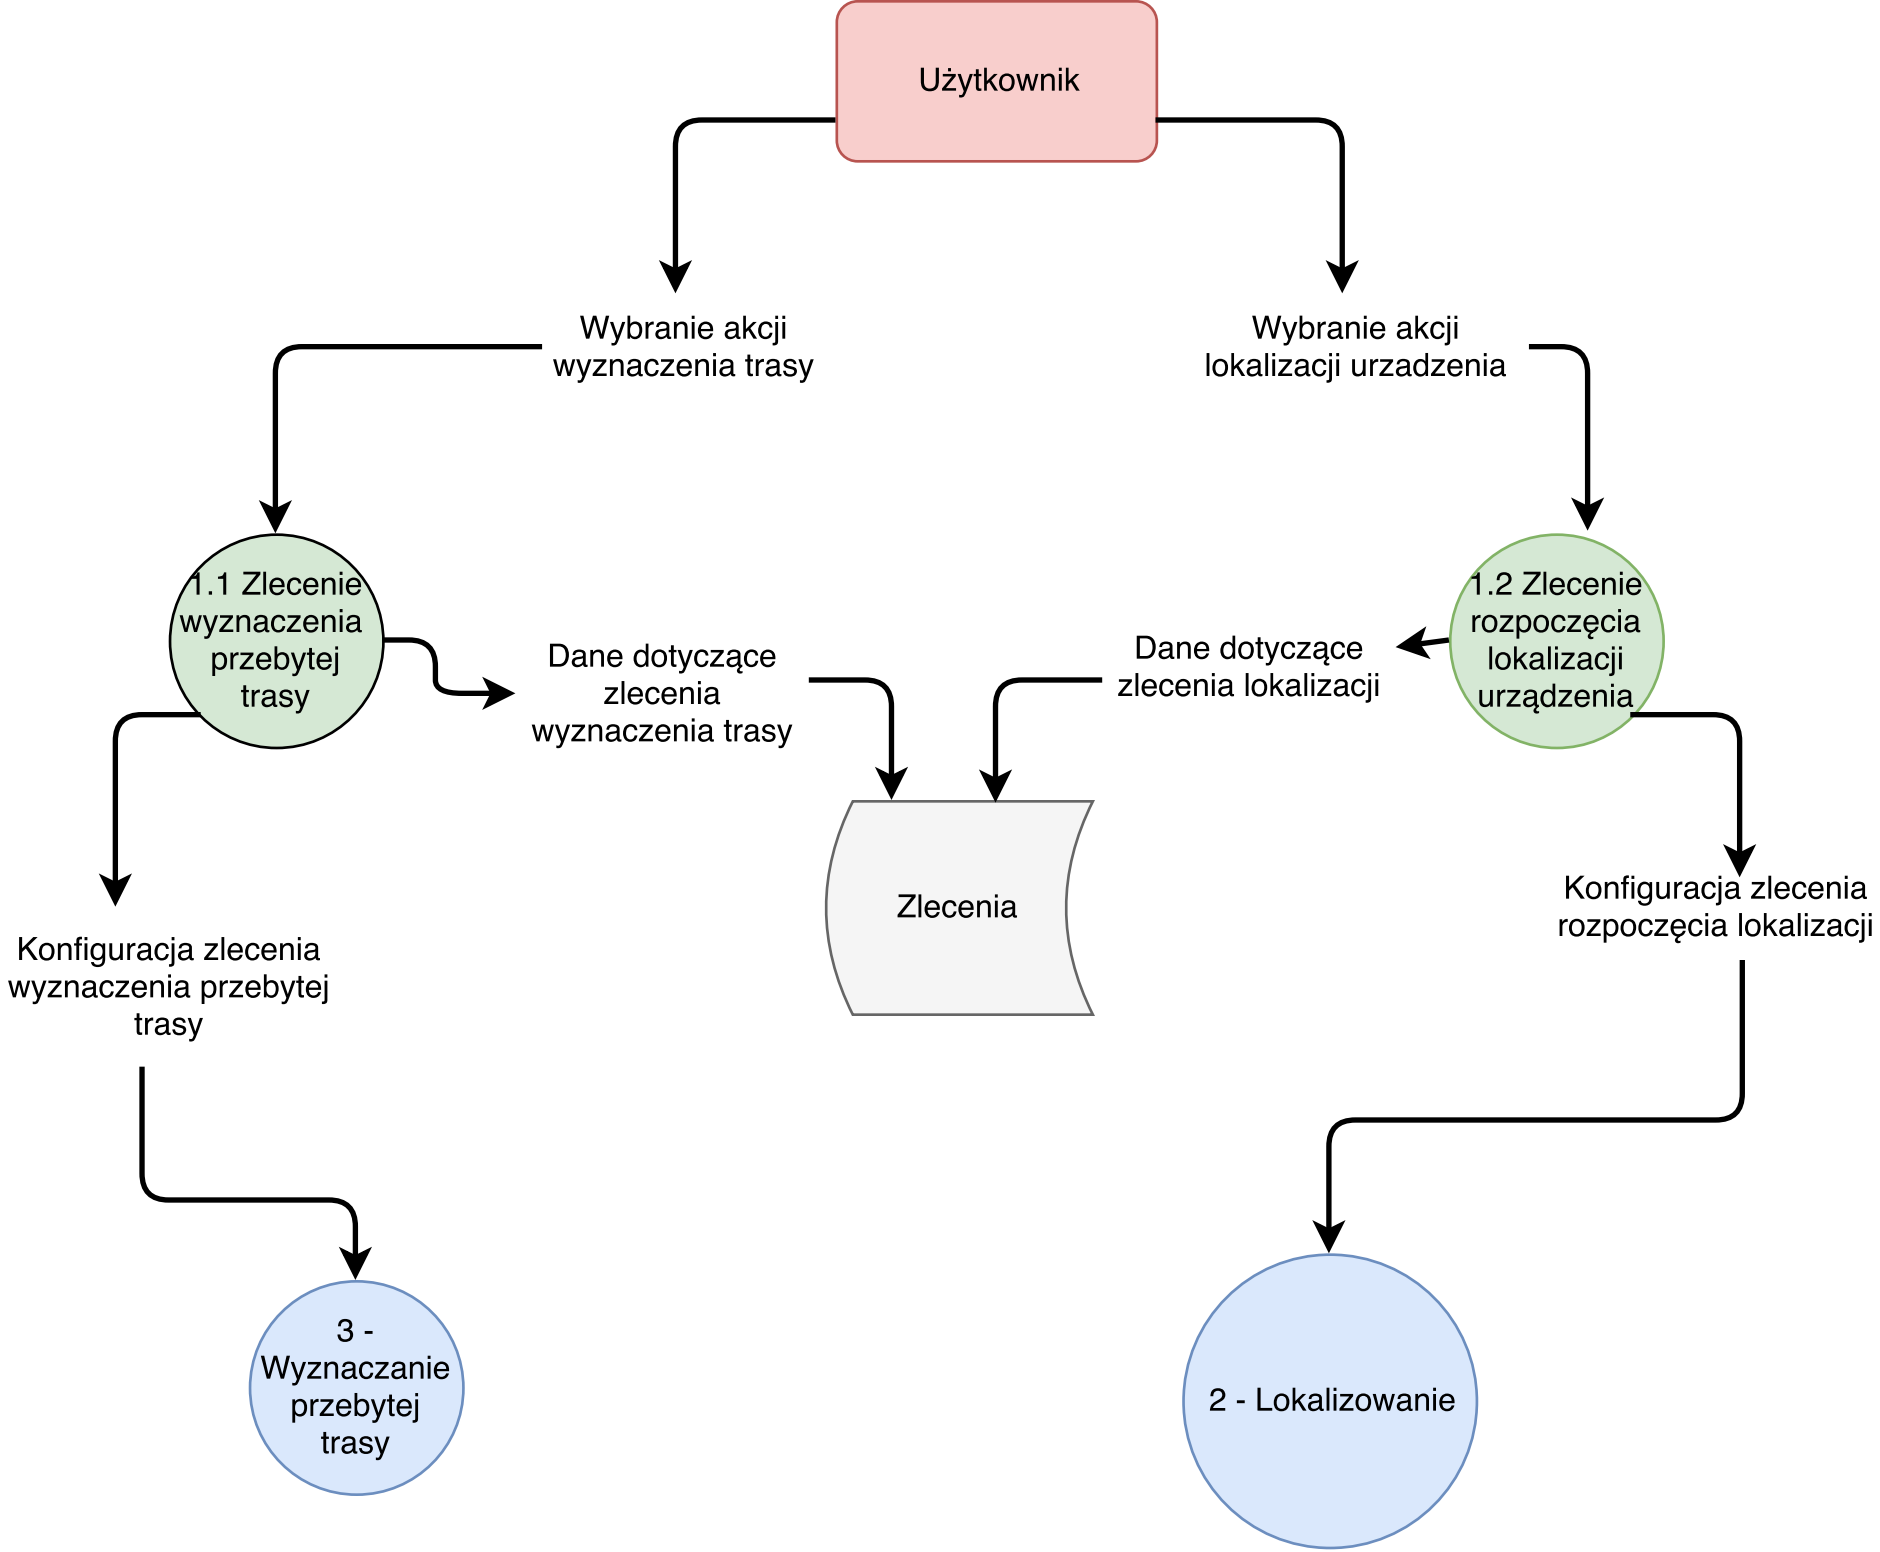 Użytkownik
Wybranie akcji
wyznaczenia trasy
Wybranie akcji
lokalizacji urzadzenia
1.1 Zlecenie
wyznaczenia
przebytej
trasy
Dane dotyczące
zlecenia
wyznaczenia trasy
Dane dotyczące
zlecenia lokalizacji
1.2 Zlecenie
rozpoczęcia
lokalizacji
urządzenia
Zlecenia
Konfiguracja zlecenia
wyznaczenia przebytej
trasy
Konfiguracja zlecenia
rozpoczęcia lokalizacji
3 -
Wyznaczanie
przebytej
trasy
2 - Lokalizowanie